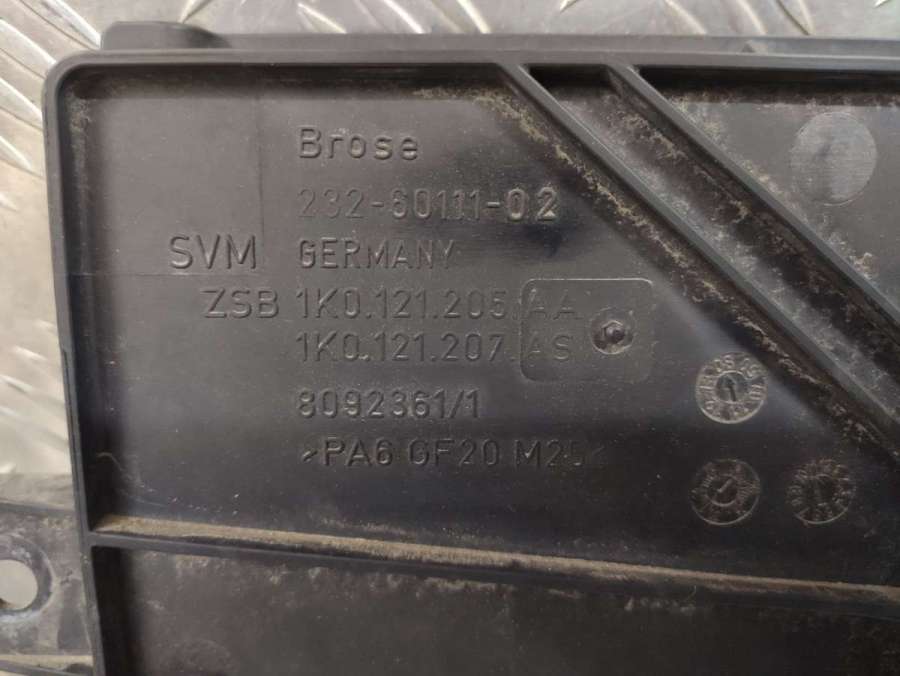 Brose
232-60111-02
SVM GERMANY
ZSB 1K0.121.205.AA
1K0.121.207.AS
8092361/1
>PA6 GF20 M25<